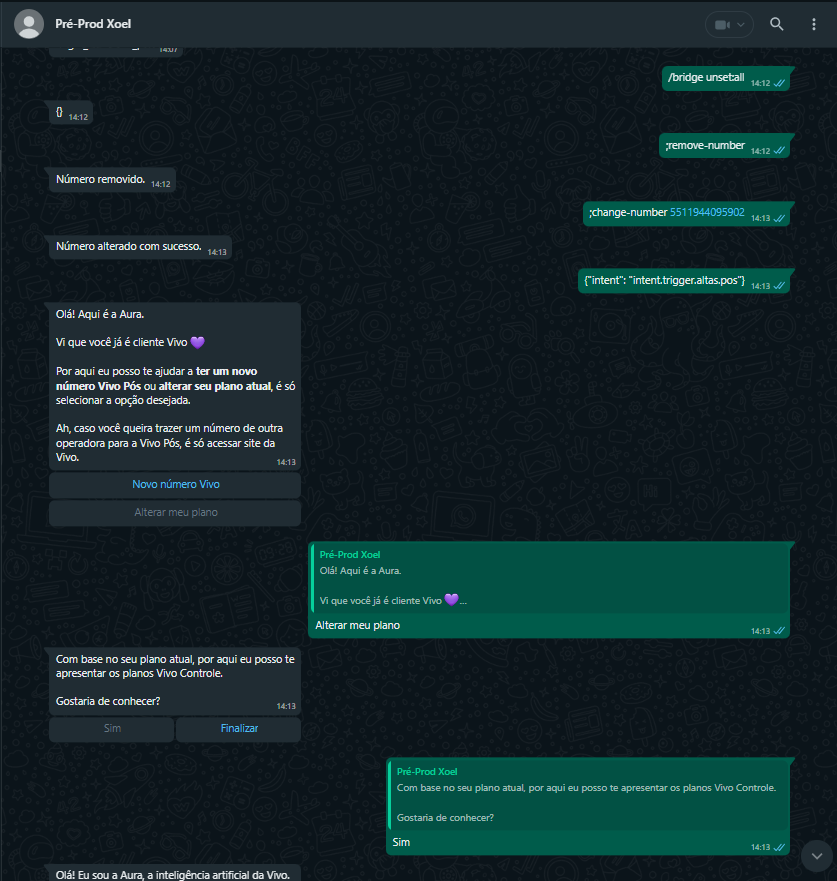 Pré-Prod Xoel
14:07
/bridge unset:all
14:12
{}
14:12
;remove-number
14:12
Número removido.
14:12
;change-number 5511944095902
14:13
Número alterado com sucesso.
14:13
{"intent": "intent.trigger.altas.pos"}
14:13
Olá! Aqui é a Aura.
Vi que você já é cliente Vivo 💜
Por aqui eu posso te ajudar a ter um novo
número Vivo Pós ou alterar seu plano atual, é só
selecionar a opção desejada.
Ah, caso você queira trazer um número de outra
operadora para a Vivo Pós, é só acessar site da
Vivo.
14:13
Novo número Vivo
Alterar meu plano
Pré-Prod Xoel
Olá! Aqui é a Aura.
Vi que você já é cliente Vivo 💜...
Alterar meu plano
14:13
Com base no seu plano atual, por aqui eu posso te
apresentar os planos Vivo Controle.
Gostaria de conhecer?
14:13
Sim
Finalizar
Pré-Prod Xoel
Com base no seu plano atual, por aqui eu posso te apresentar os planos Vivo Controle.
Gostaria de conhecer?
Sim
14:13
Olá! Eu sou a Aura, a inteligência artificial da Vivo.